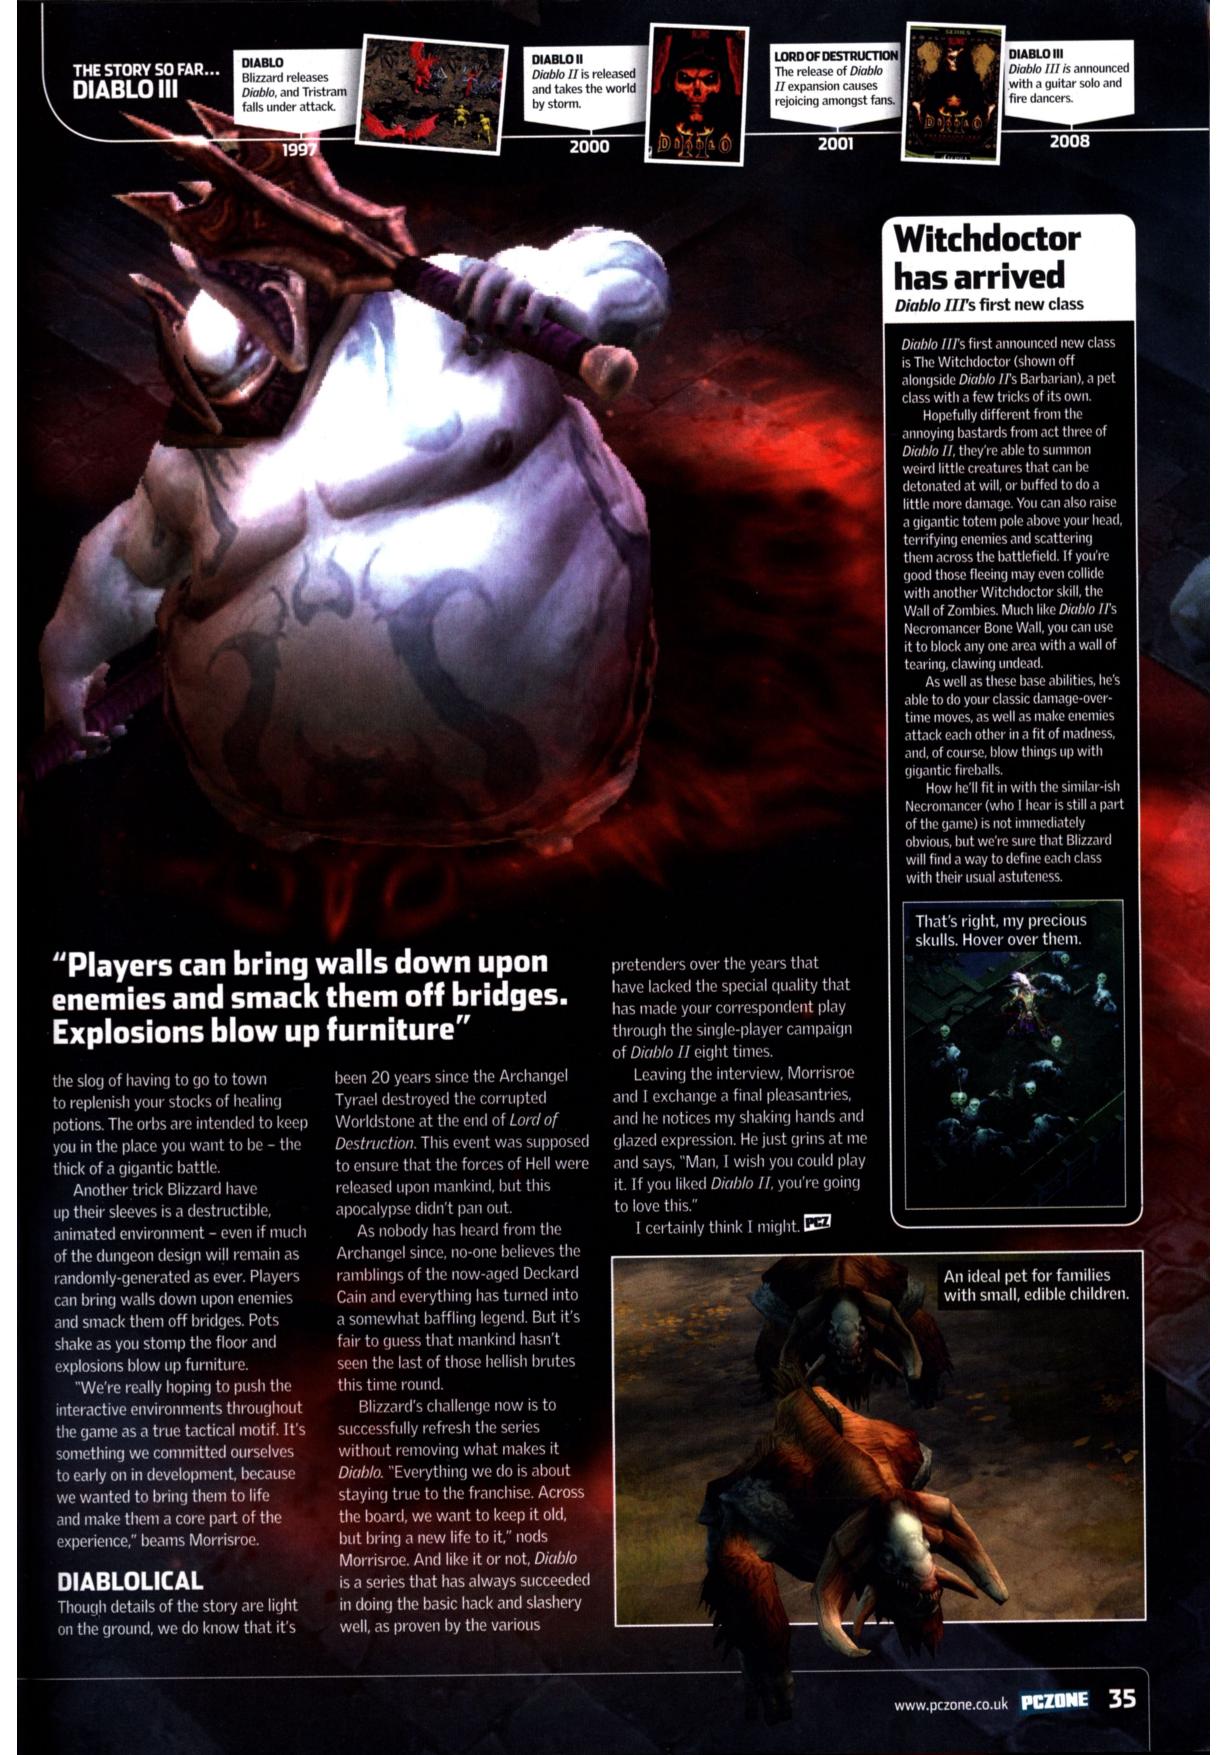 THE STORY SO FAR...
DIABLO III
DIABLO
Blizzard releases
Diablo, and Tristram
falls under attack.
1997
DIABLO II
Diablo II is released
and takes the world
by storm.
2000
DIABLO
II
LORD OF DESTRUCTION
The release of Diablo
II expansion causes
rejoicing amongst fans.
2001
DIABLO
II
DIABLO III
Diablo III is announced
with a guitar solo and
fire dancers.
2008
Witchdoctor
has arrived
Diablo III's first new class
Diablo III's first announced new class
is The Witchdoctor (shown off
alongside Diablo II's Barbarian), a pet
class with a few tricks of its own.
Hopefully different from the
annoying bastards from act three of
Diablo II, they're able to summon
weird little creatures that can be
detonated at will, or buffed to do a
little more damage. You can also raise
a gigantic totem pole above your head,
terrifying enemies and scattering
them across the battlefield. If you're
good those fleeing may even collide
with another Witchdoctor skill, the
Wall of Zombies. Much like Diablo II's
Necromancer Bone Wall, you can use
it to block any one area with a wall of
tearing, clawing undead.
As well as these base abilities, he's
able to do your classic damage-over-
time moves, as well as make enemies
attack each other in a fit of madness,
and, of course, blow things up with
gigantic fireballs.
How he'll fit in with the similar-ish
Necromancer (who I hear is still a part
of the game) is not immediately
obvious, but we're sure that Blizzard
will find a way to define each class
with their usual astuteness.
That's right, my precious
skulls. Hover over them.
"Players can bring walls down upon
enemies and smack them off bridges.
Explosions blow up furniture"
the slog of having to go to town
to replenish your stocks of healing
potions. The orbs are intended to keep
you in the place you want to be – the
thick of a gigantic battle.
Another trick Blizzard have
up their sleeves is a destructible,
animated environment – even if much
of the dungeon design will remain as
randomly-generated as ever. Players
can bring walls down upon enemies
and smack them off bridges. Pots
shake as you stomp the floor and
explosions blow up furniture.
"We're really hoping to push the
interactive environments throughout
the game as a true tactical motif. It's
something we committed ourselves
to early on in development, because
we wanted to bring them to life
and make them a core part of the
experience," beams Morrisroe.
DIABLOLICAL
Though details of the story are light
on the ground, we do know that it's
been 20 years since the Archangel
Tyrael destroyed the corrupted
Worldstone at the end of Lord of
Destruction. This event was supposed
to ensure that the forces of Hell were
released upon mankind, but this
apocalypse didn't pan out.
As nobody has heard from the
Archangel since, no-one believes the
ramblings of the now-aged Deckard
Cain and everything has turned into
a somewhat baffling legend. But it's
fair to guess that mankind hasn't
seen the last of those hellish brutes
this time round.
Blizzard's challenge now is to
successfully refresh the series
without removing what makes it
Diablo. "Everything we do is about
staying true to the franchise. Across
the board, we want to keep it old,
but bring a new life to it," nods
Morrisroe. And like it or not, Diablo
is a series that has always succeeded
in doing the basic hack and slashery
well, as proven by the various
pretenders over the years that
have lacked the special quality that
has made your correspondent play
through the single-player campaign
of Diablo II eight times.
Leaving the interview, Morrisroe
and I exchange a final pleasantries,
and he notices my shaking hands and
glazed expression. He just grins at me
and says, "Man, I wish you could play
it. If you liked Diablo II, you're going
to love this."
I certainly think I might. PCZ
An ideal pet for families
with small, edible children.
www.pczone.co.uk PCZONE 35